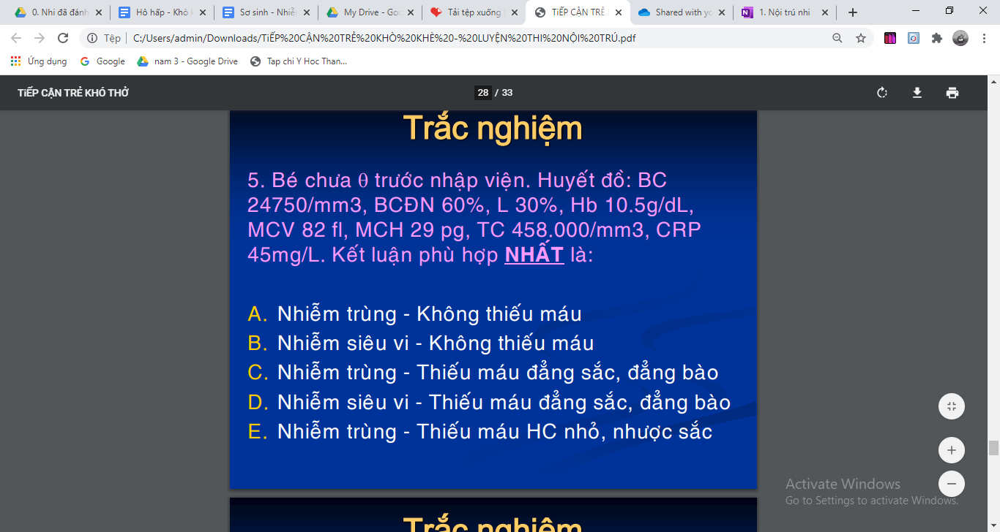 0. Nhi đã đánh
Hô hấp - Khò
Sơ sinh - Nhiễ
My Drive - Goo
Tải tệp xuống
TIẾP CẬN TRẺ
Shared with yo
1. Nội trú nhi
Tệp
C:/Users/admin/Downloads/TiẾP%20CẬN%20TRẺ%20KHÒ%20KHÈ%20-%20LUYỆN%20THI%20NỘI%20TRÚ.pdf
Ứng dụng
Google
nam 3 - Google Drive
Tap chi Y Hoc Than...
TiẾP CẬN TRẺ KHÓ THỞ
28 / 33
Trắc nghiệm
5. Bé chưa θ trước nhập viện. Huyết đồ: BC
24750/mm3, BCĐN 60%, L 30%, Hb 10.5g/dL,
MCV 82 fl, MCH 29 pg, TC 458.000/mm3, CRP
45mg/L. Kết luận phù hợp NHẤT là:
A. Nhiễm trùng - Không thiếu máu
B. Nhiễm siêu vi - Không thiếu máu
C. Nhiễm trùng - Thiếu máu đẳng sắc, đẳng bào
D. Nhiễm siêu vi - Thiếu máu đẳng sắc, đẳng bào
E. Nhiễm trùng - Thiếu máu HC nhỏ, nhược sắc
Activate Windows
Go to Settings to activate Windows.
Trắc nghiệm